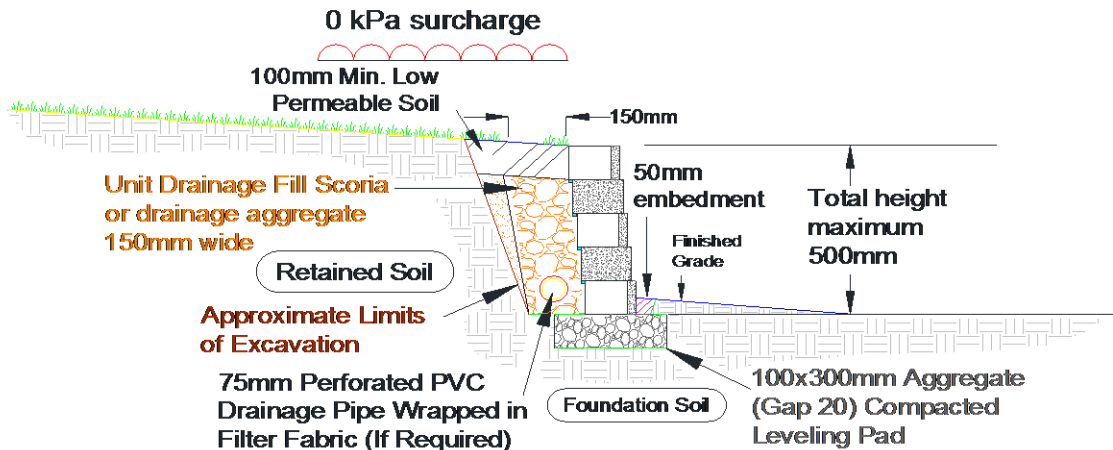 0 kPa surcharge
100mm Min. Low
Permeable Soil
150mm
Unit Drainage Fill Scoria
or drainage aggregate
150mm wide
50mm
embedment
Total height
maximum
500mm
Finished
Grade
Retained Soil
Approximate Limits
of Excavation
75mm Perforated PVC
Drainage Pipe Wrapped in
Filter Fabric (If Required)
Foundation Soil
100x300mm Aggregate
(Gap 20) Compacted
Leveling Pad